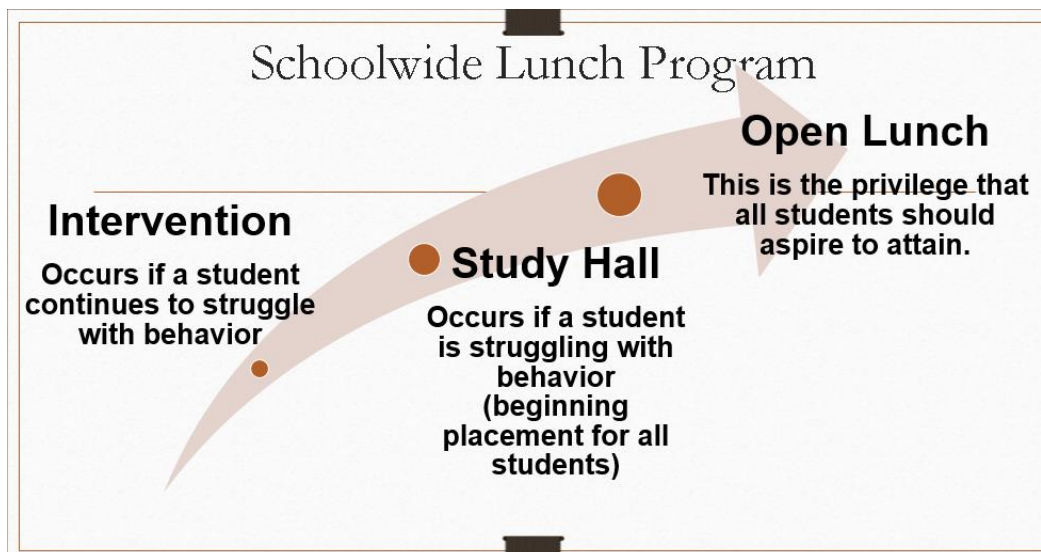 Schoolwide Lunch Program
Intervention
Occurs if a student
continues to struggle
with behavior
Study Hall
Occurs if a student
is struggling with
behavior
(beginning
placement for all
students)
Open Lunch
This is the privilege that
all students should
aspire to attain.